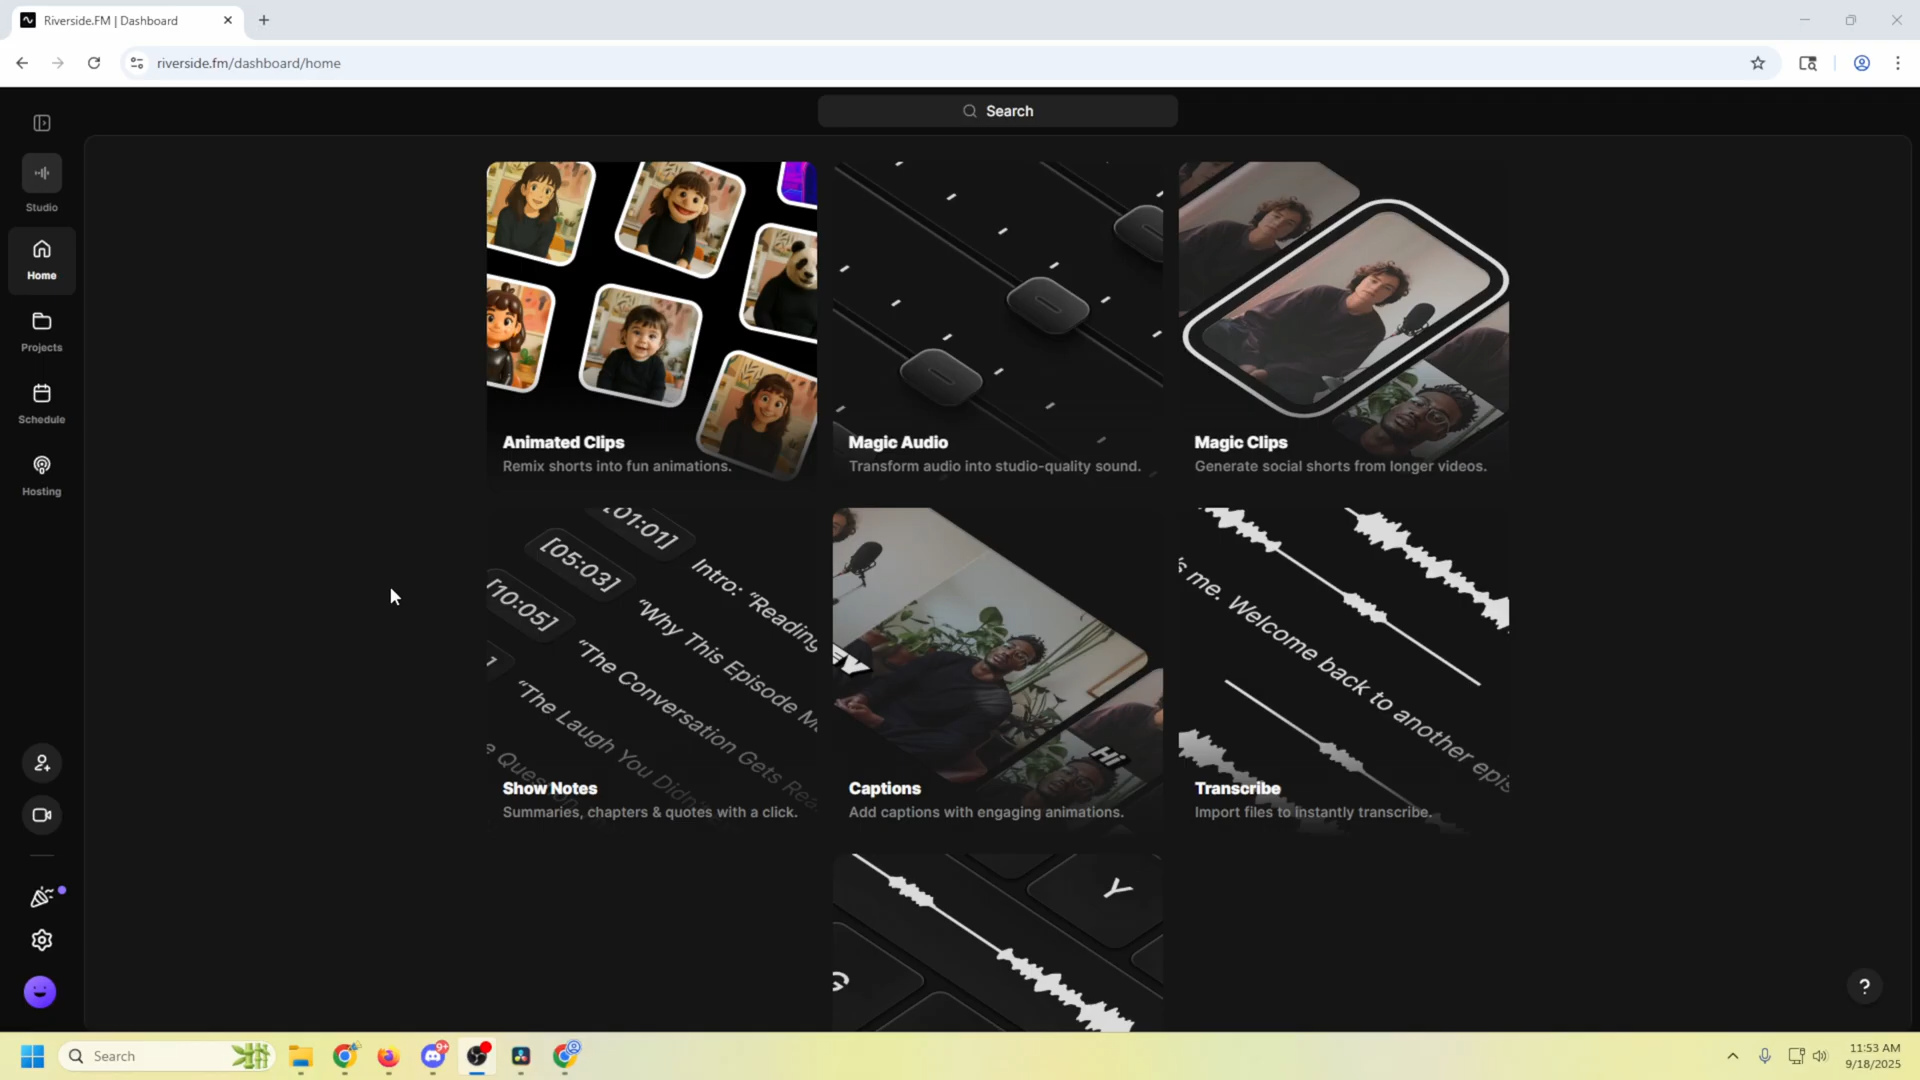 Riverside.FM | Dashboard
riverside.fm/dashboard/home
Search
Studio
Home
Projects
Schedule
Hosting
Animated Clips
Remix shorts into fun animations.
Magic Audio
Transform audio into studio-quality sound.
Magic Clips
Generate social shorts from longer videos.
[01:01]
Intro: "Reading
[05:03]
"Why This Episode M
[10:05]
"The Conversation Gets Rea
"The Laugh You Didn'
e Question
Show Notes
Summaries, chapters & quotes with a click.
Hi
Captions
Add captions with engaging animations.
s me. Welcome back to another epis
Transcribe
Import files to instantly transcribe.
Y
G
?
Search
9+
11:53 AM
9/18/2025